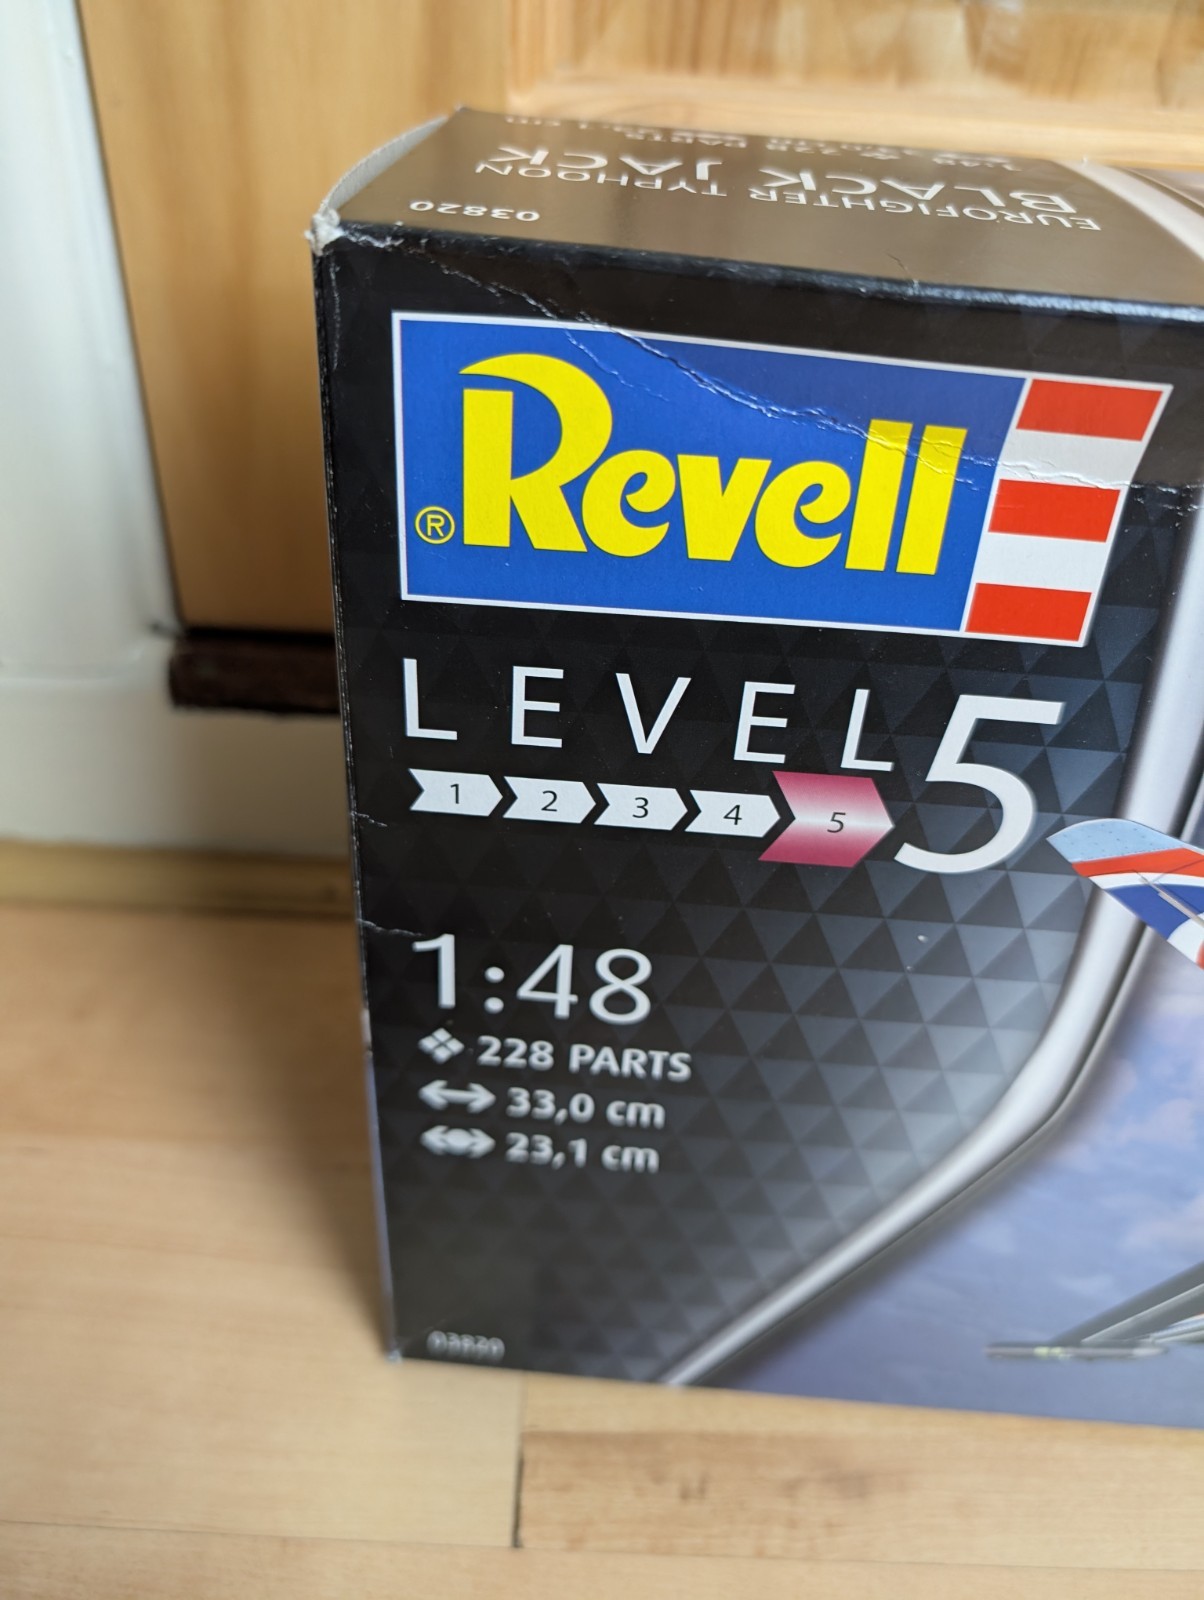 03820
EUROFIGHTER TYPHOON
BLACK JACK
® Revell
LEVEL 5
1 2 3 4 5
1:48
228 PARTS
33,0 cm
23,1 cm
03820